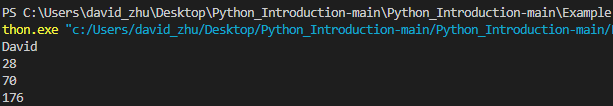 PS C:\Users\david_zhu\Desktop\Python_Introduction-main\Python_Introduction-main\Example
thon.exe "c:/Users/david_zhu/Desktop/Python_Introduction-main/Python_Introduction-main/
David
28
70
176